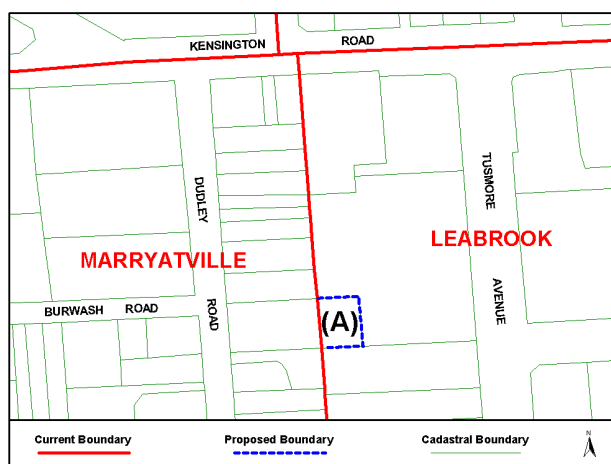 KENSINGTON ROAD
DUDLEY ROAD
TUSMORE AVENUE
MARRYATVILLE
LEABROOK
BURWASH ROAD
(A)
Current Boundary
Proposed Boundary
Cadastral Boundary
N